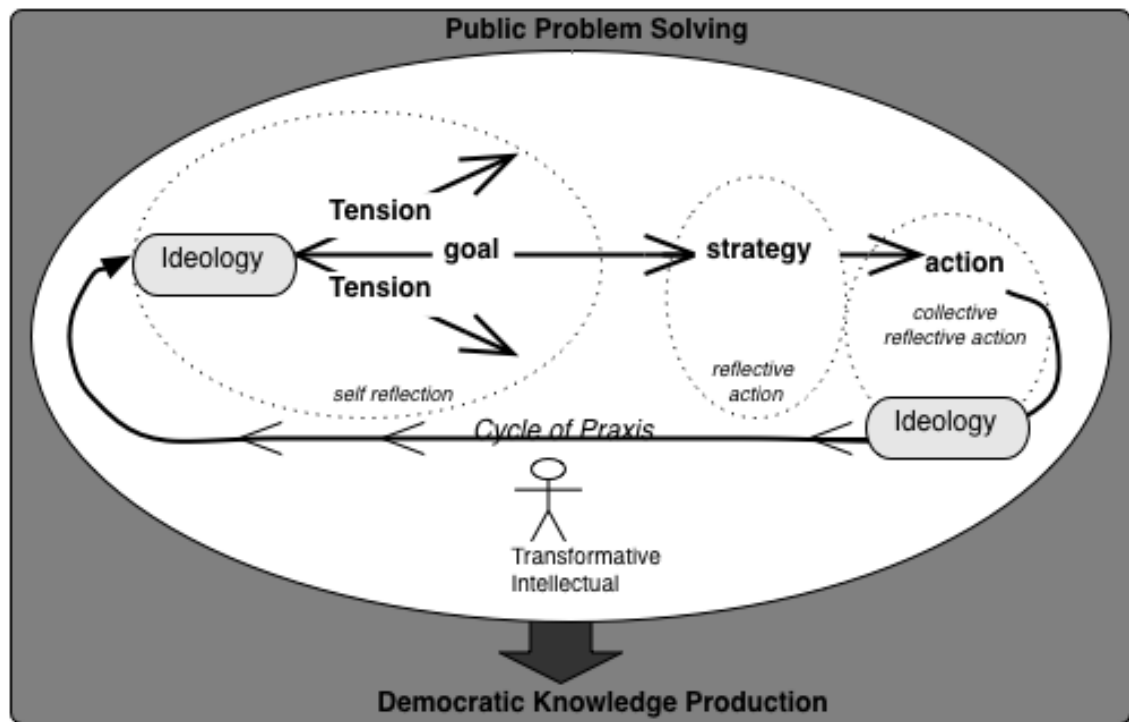 Public Problem Solving
Tension
Ideology
goal
strategy
action
Tension
collective
reflective action
reflective
action
self reflection
Ideology
Cycle of Praxis
Transformative
Intellectual
Democratic Knowledge Production